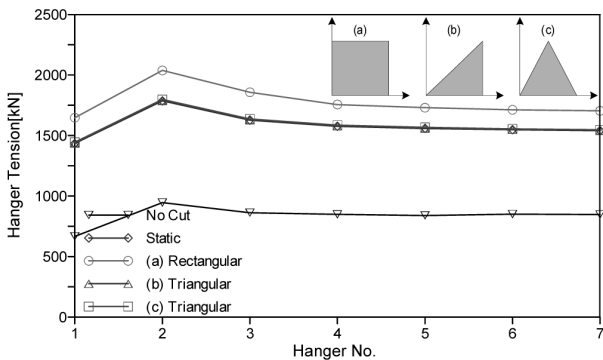 2500
2000
1500
1000
500
0
Hanger Tension[kN]
(a)
(b)
(c)
No Cut
Static
(a) Rectangular
(b) Triangular
(c) Triangular
1 2 3 4 5 6 7
Hanger No.